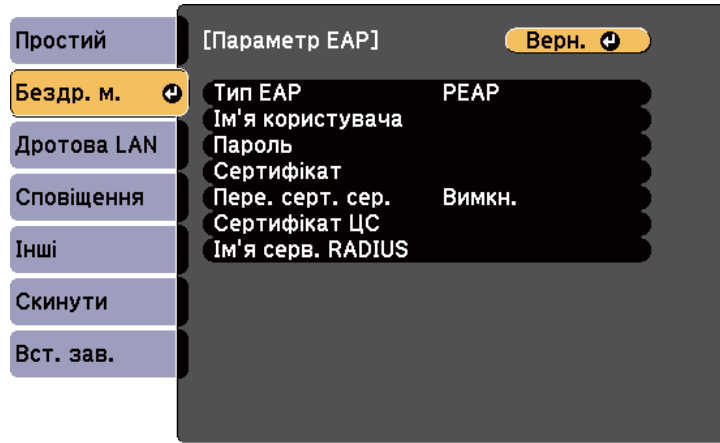 Простий
Бездр. м.
Дротова LAN
Сповіщення
Інші
Скинути
Вст. зав.
[Параметр EAP]
Верн.
Тип EAP PEAP
Ім'я користувача
Пароль
Сертифікат
Пере. серт. сер. Вимкн.
Сертифікат ЦС
Ім'я серв. RADIUS